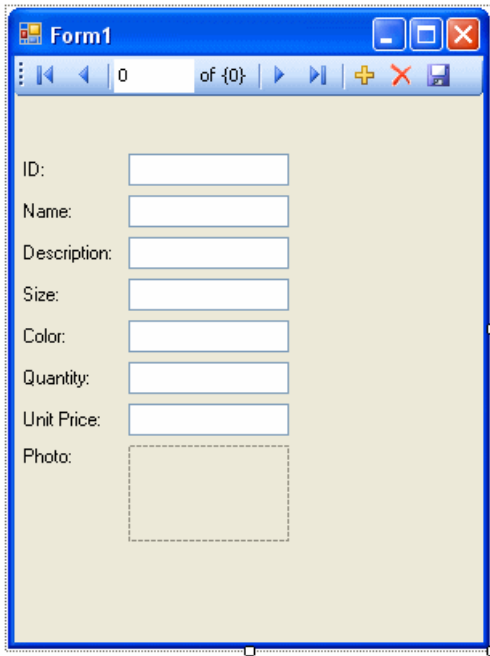 Form1
0 of {0}
ID:
Name:
Description:
Size:
Color:
Quantity:
Unit Price:
Photo: